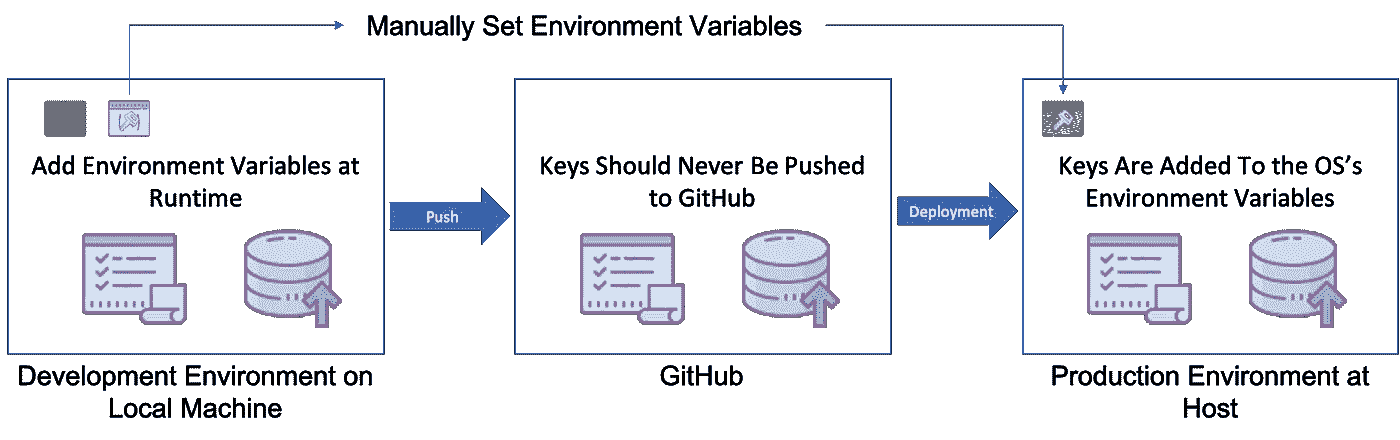 Manually Set Environment Variables
Add Environment Variables at
Runtime
Push
Keys Should Never Be Pushed
to GitHub
Deployment
Keys Are Added To the OS's
Environment Variables
Development Environment on
Local Machine
GitHub
Production Environment at
Host